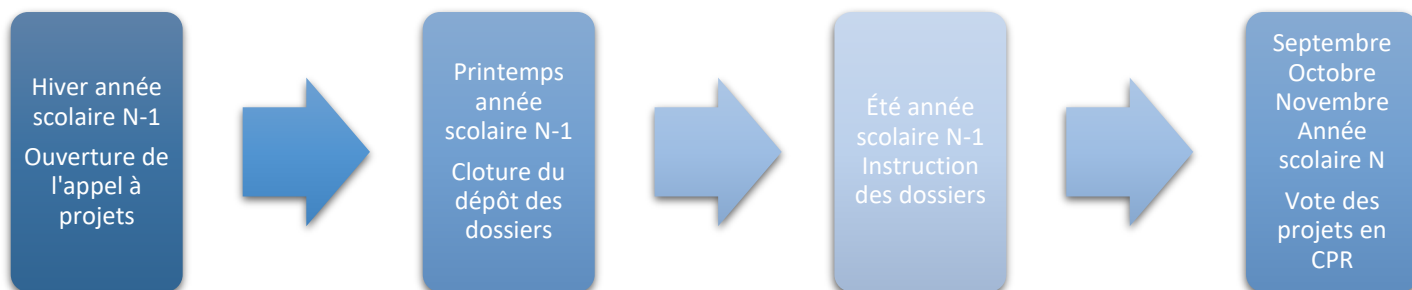 Hiver année
scolaire N-1
Ouverture de
l'appel à
projets
Printemps
année
scolaire N-1
Cloture du
dépôt des
dossiers
Été année
scolaire N-1
Instruction
des dossiers
Septembre
Octobre
Novembre
Année
scolaire N
Vote des
projets en
CPR